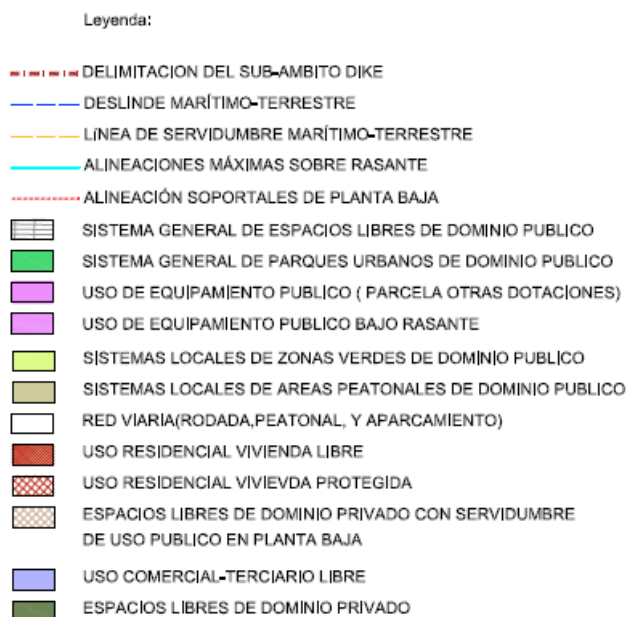 Leyenda:
DELIMITACION DEL SUB-AMBITO DIKE
DESLINDE MARÍTIMO-TERRESTRE
LÍNEA DE SERVIDUMBRE MARÍTIMO-TERRESTRE
ALINEACIONES MÁXIMAS SOBRE RASANTE
ALINEACIÓN SOPORTALES DE PLANTA BAJA
SISTEMA GENERAL DE ESPACIOS LIBRES DE DOMINIO PUBLICO
SISTEMA GENERAL DE PARQUES URBANOS DE DOMINIO PUBLICO
USO DE EQUIPAMIENTO PUBLICO ( PARCELA OTRAS DOTACIONES)
USO DE EQUIPAMIENTO PUBLICO BAJO RASANTE
SISTEMAS LOCALES DE ZONAS VERDES DE DOMINIO PUBLICO
SISTEMAS LOCALES DE AREAS PEATONALES DE DOMINIO PUBLICO
RED VIARIA(RODADA,PEATONAL, Y APARCAMIENTO)
USO RESIDENCIAL VIVIENDA LIBRE
USO RESIDENCIAL VIVIEVDA PROTEGIDA
ESPACIOS LIBRES DE DOMINIO PRIVADO CON SERVIDUMBRE
DE USO PUBLICO EN PLANTA BAJA
USO COMERCIAL-TERCIARIO LIBRE
ESPACIOS LIBRES DE DOMINIO PRIVADO